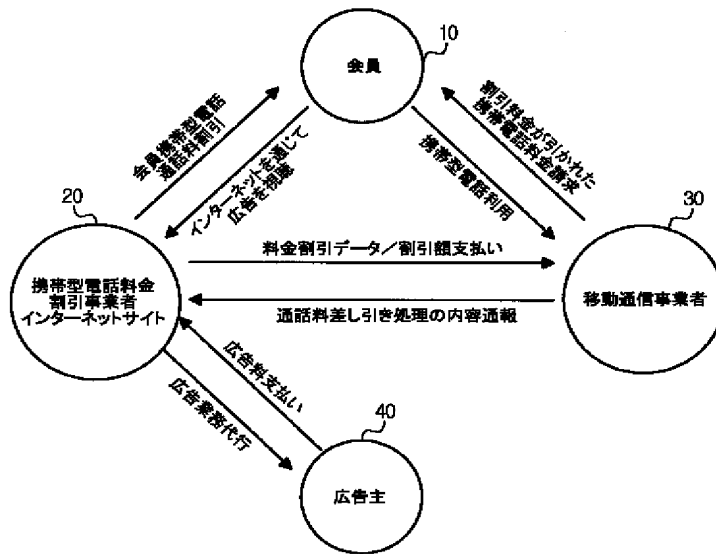 10
会員
会員携帯型電話
通話料割引
インターネットを通じて
広告を視聴
割引料金が引かれた
携帯電話料金請求
携帯型電話利用
20
携帯型電話料金
割引事業者
インターネットサイト
30
移動通信事業者
料金割引データ/割引額支払い
通話料差し引き処理の内容通報
広告料支払い
広告業務代行
40
広告主